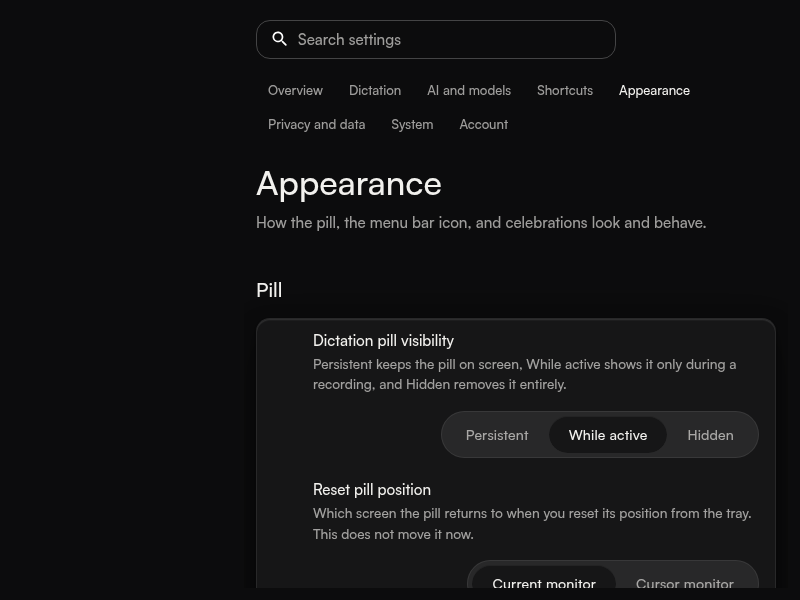 Search settings
Overview Dictation AI and models Shortcuts Appearance
Privacy and data System Account
Appearance
How the pill, the menu bar icon, and celebrations look and behave.
Pill
Dictation pill visibility
Persistent keeps the pill on screen, While active shows it only during a
recording, and Hidden removes it entirely.
Persistent While active Hidden
Reset pill position
Which screen the pill returns to when you reset its position from the tray.
This does not move it now.
Current monitor Cursor monitor